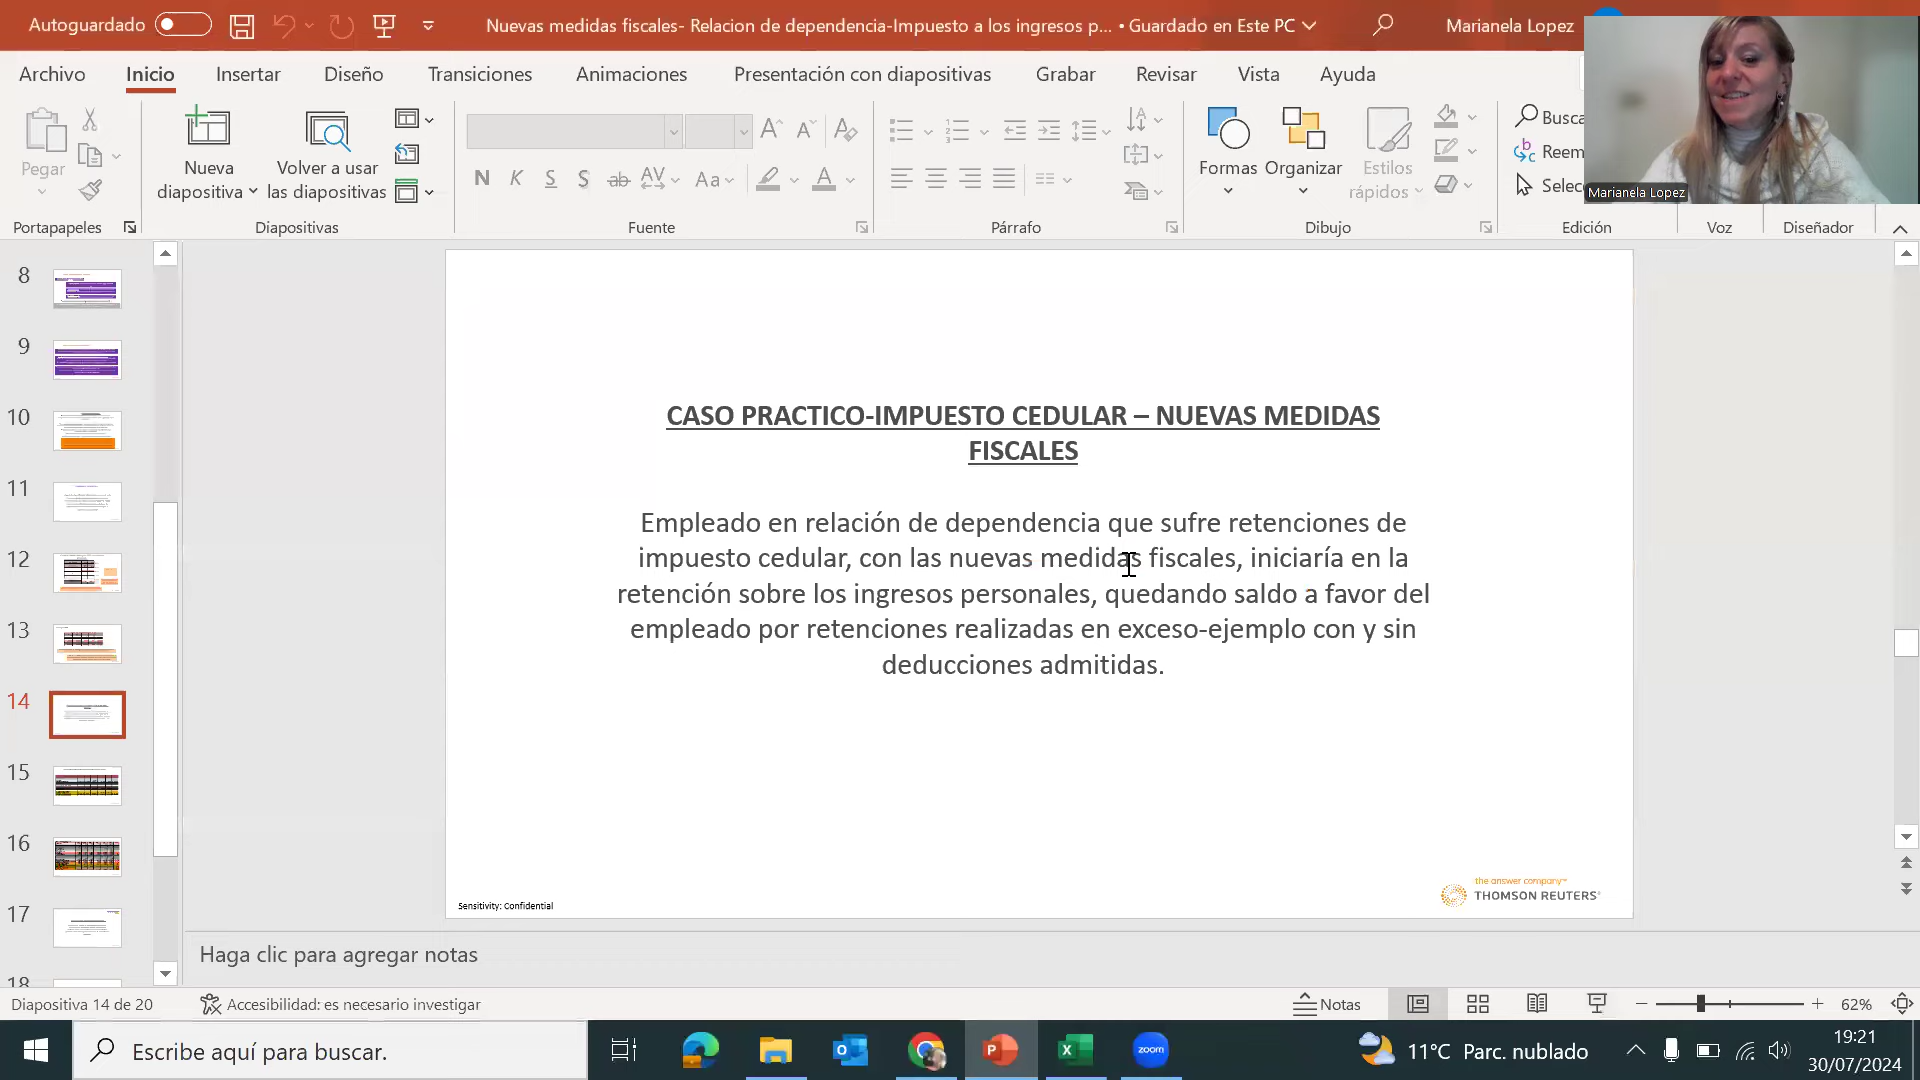 Autoguardado
Nuevas medidas fiscales- Relacion de dependencia-Impuesto a los ingresos p... • Guardado en Este PC
Marianela Lopez
Archivo
Inicio
Insertar
Diseño
Transiciones
Animaciones
Presentación con diapositivas
Grabar
Revisar
Vista
Ayuda
Pegar
Nueva
diapositiva
Volver a usar
las diapositivas
N K S S ab AV Aa A
Formas
Organizar
Estilos
rápidos
Busca
Reem
Selec
Marianela Lopez
Portapapeles
Diapositivas
Fuente
Párrafo
Dibujo
Edición
Voz
Diseñador
8
9
10
11
12
13
14
15
16
17
18
CASO PRACTICO-IMPUESTO CEDULAR – NUEVAS MEDIDAS
FISCALES
Empleado en relación de dependencia que sufre retenciones de
impuesto cedular, con las nuevas medidas fiscales, iniciaría en la
retención sobre los ingresos personales, quedando saldo a favor del
empleado por retenciones realizadas en exceso-ejemplo con y sin
deducciones admitidas.
Sensitivity: Confidential
the answer company™
THOMSON REUTERS®
Haga clic para agregar notas
Diapositiva 14 de 20
Accesibilidad: es necesario investigar
Notas
62%
Escribe aquí para buscar.
zoom
11°C Parc. nublado
19:21
30/07/2024